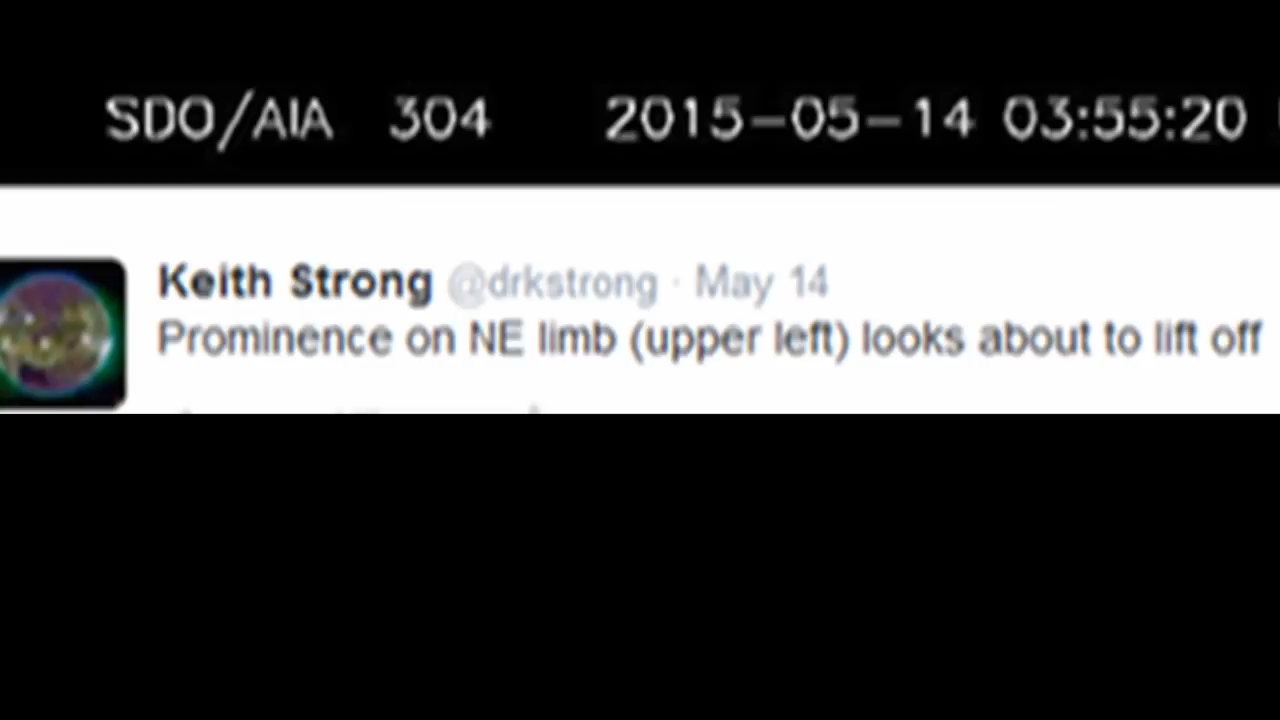 SDO/AIA 304 2015-05-14 03:55:20
Keith Strong @drkstrong · May 14
Prominence on NE limb (upper left) looks about to lift off